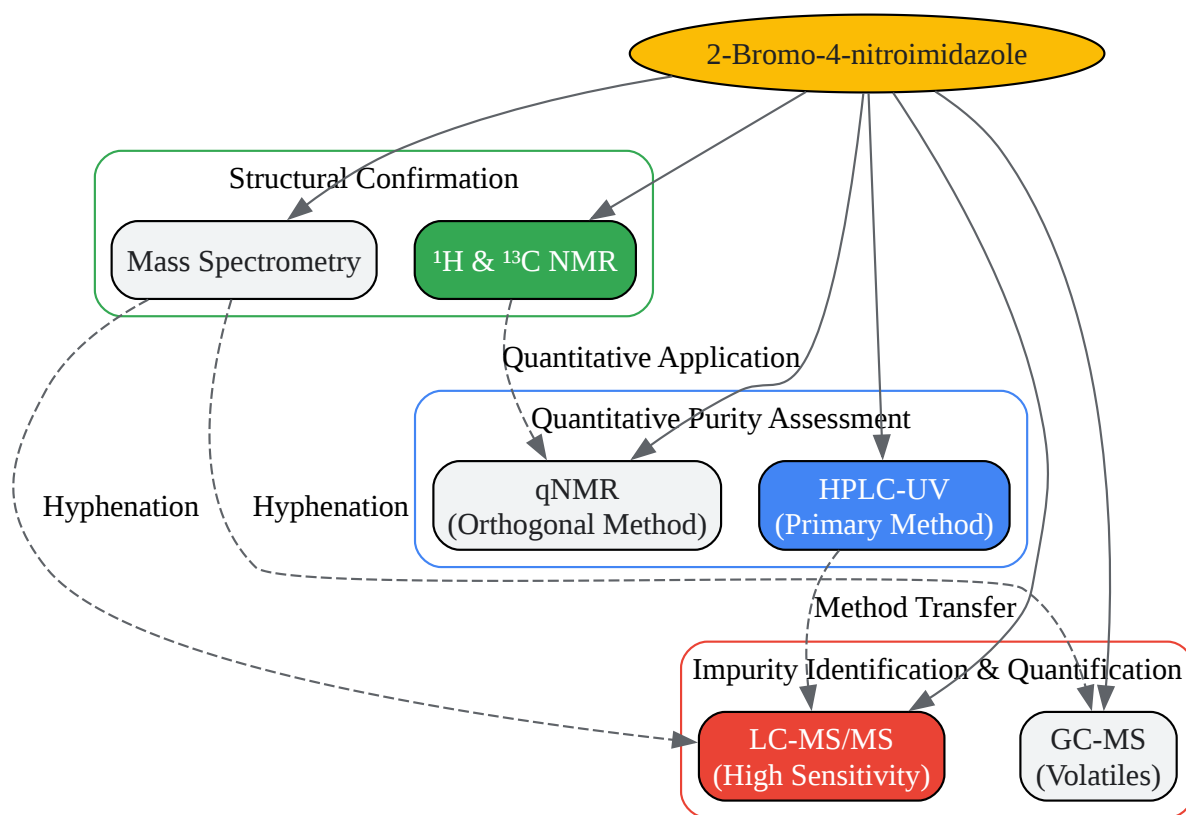 2-Bromo-4-nitroimidazole
Structural Confirmation
Mass Spectrometry
¹H & ¹³C NMR
Quantitative Application
Quantitative Purity Assessment
qNMR
(Orthogonal Method)
HPLC-UV
(Primary Method)
Hyphenation
Hyphenation
Method Transfer
Impurity Identification & Quantification
LC-MS/MS
(High Sensitivity)
GC-MS
(Volatiles)